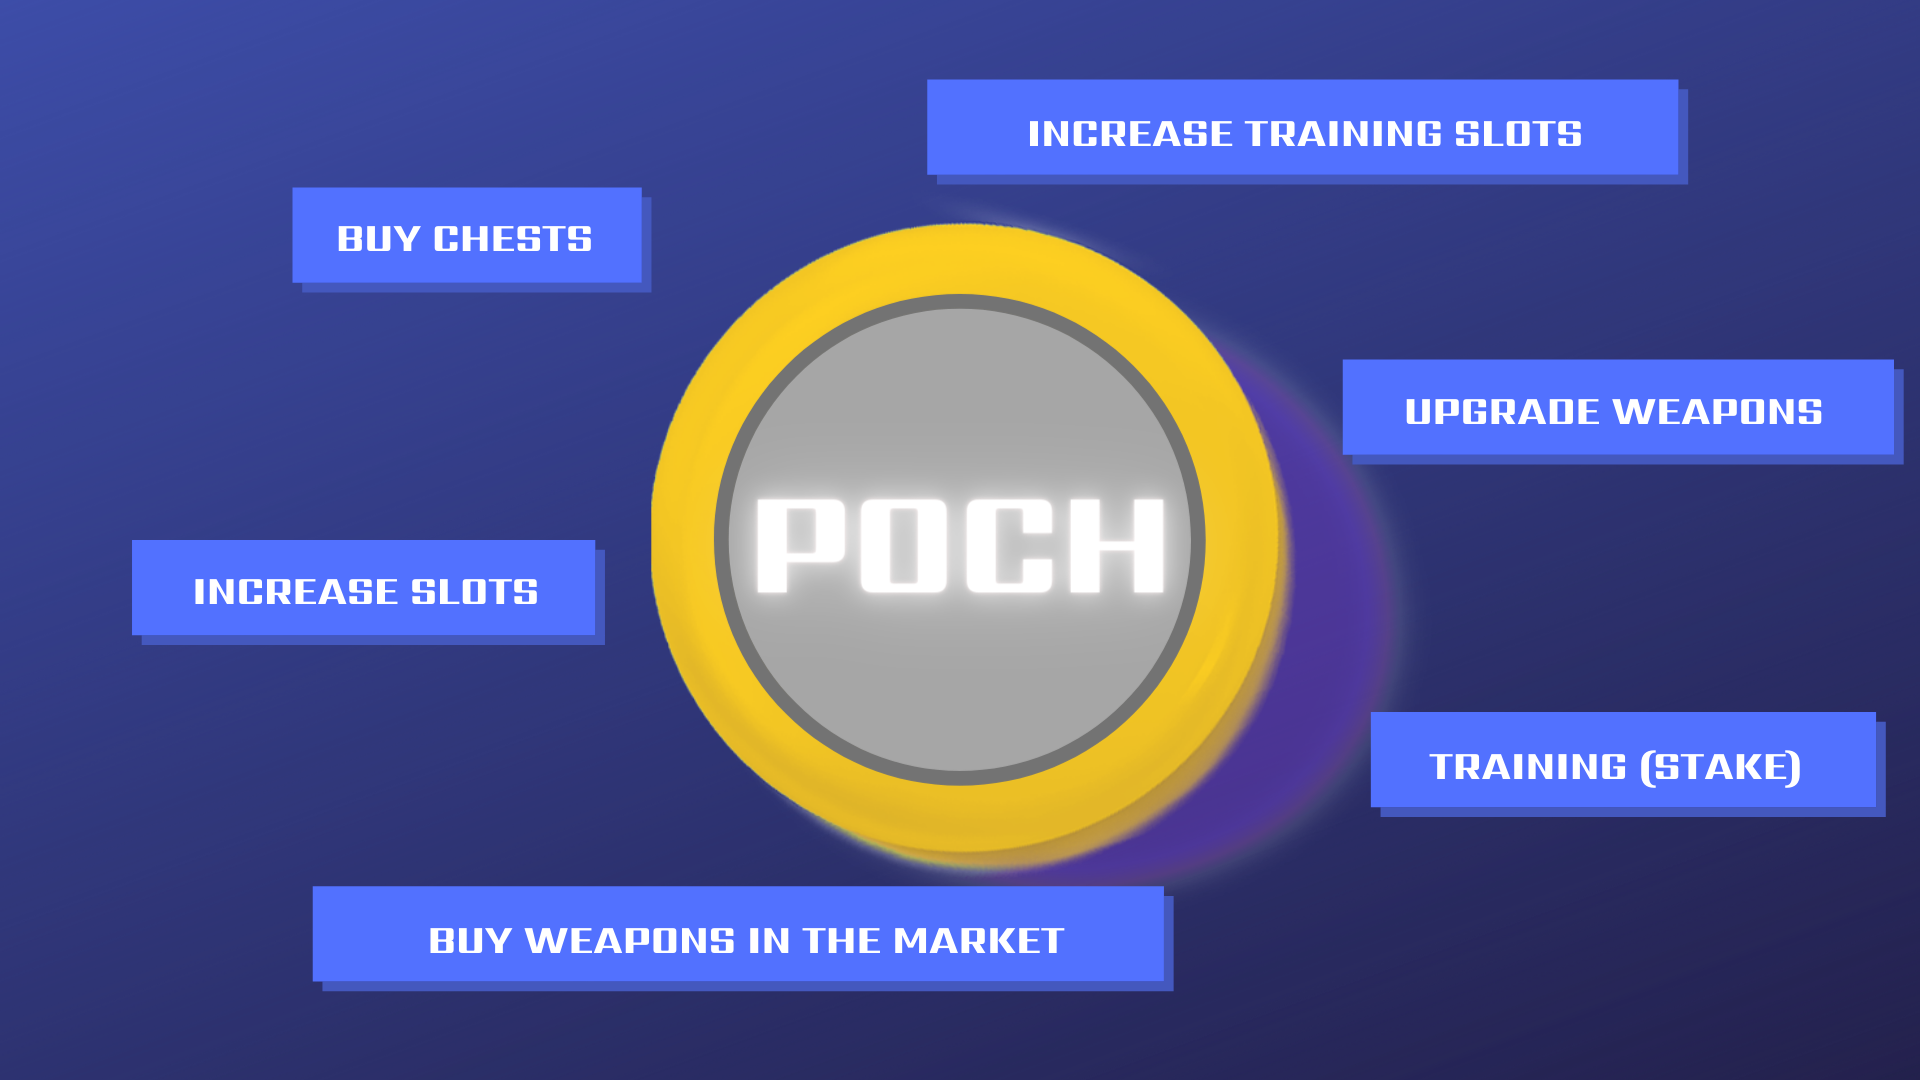 INCREASE TRAINING SLOTS
BUY CHESTS
UPGRADE WEAPONS
POCH
INCREASE SLOTS
TRAINING (STAKE)
BUY WEAPONS IN THE MARKET